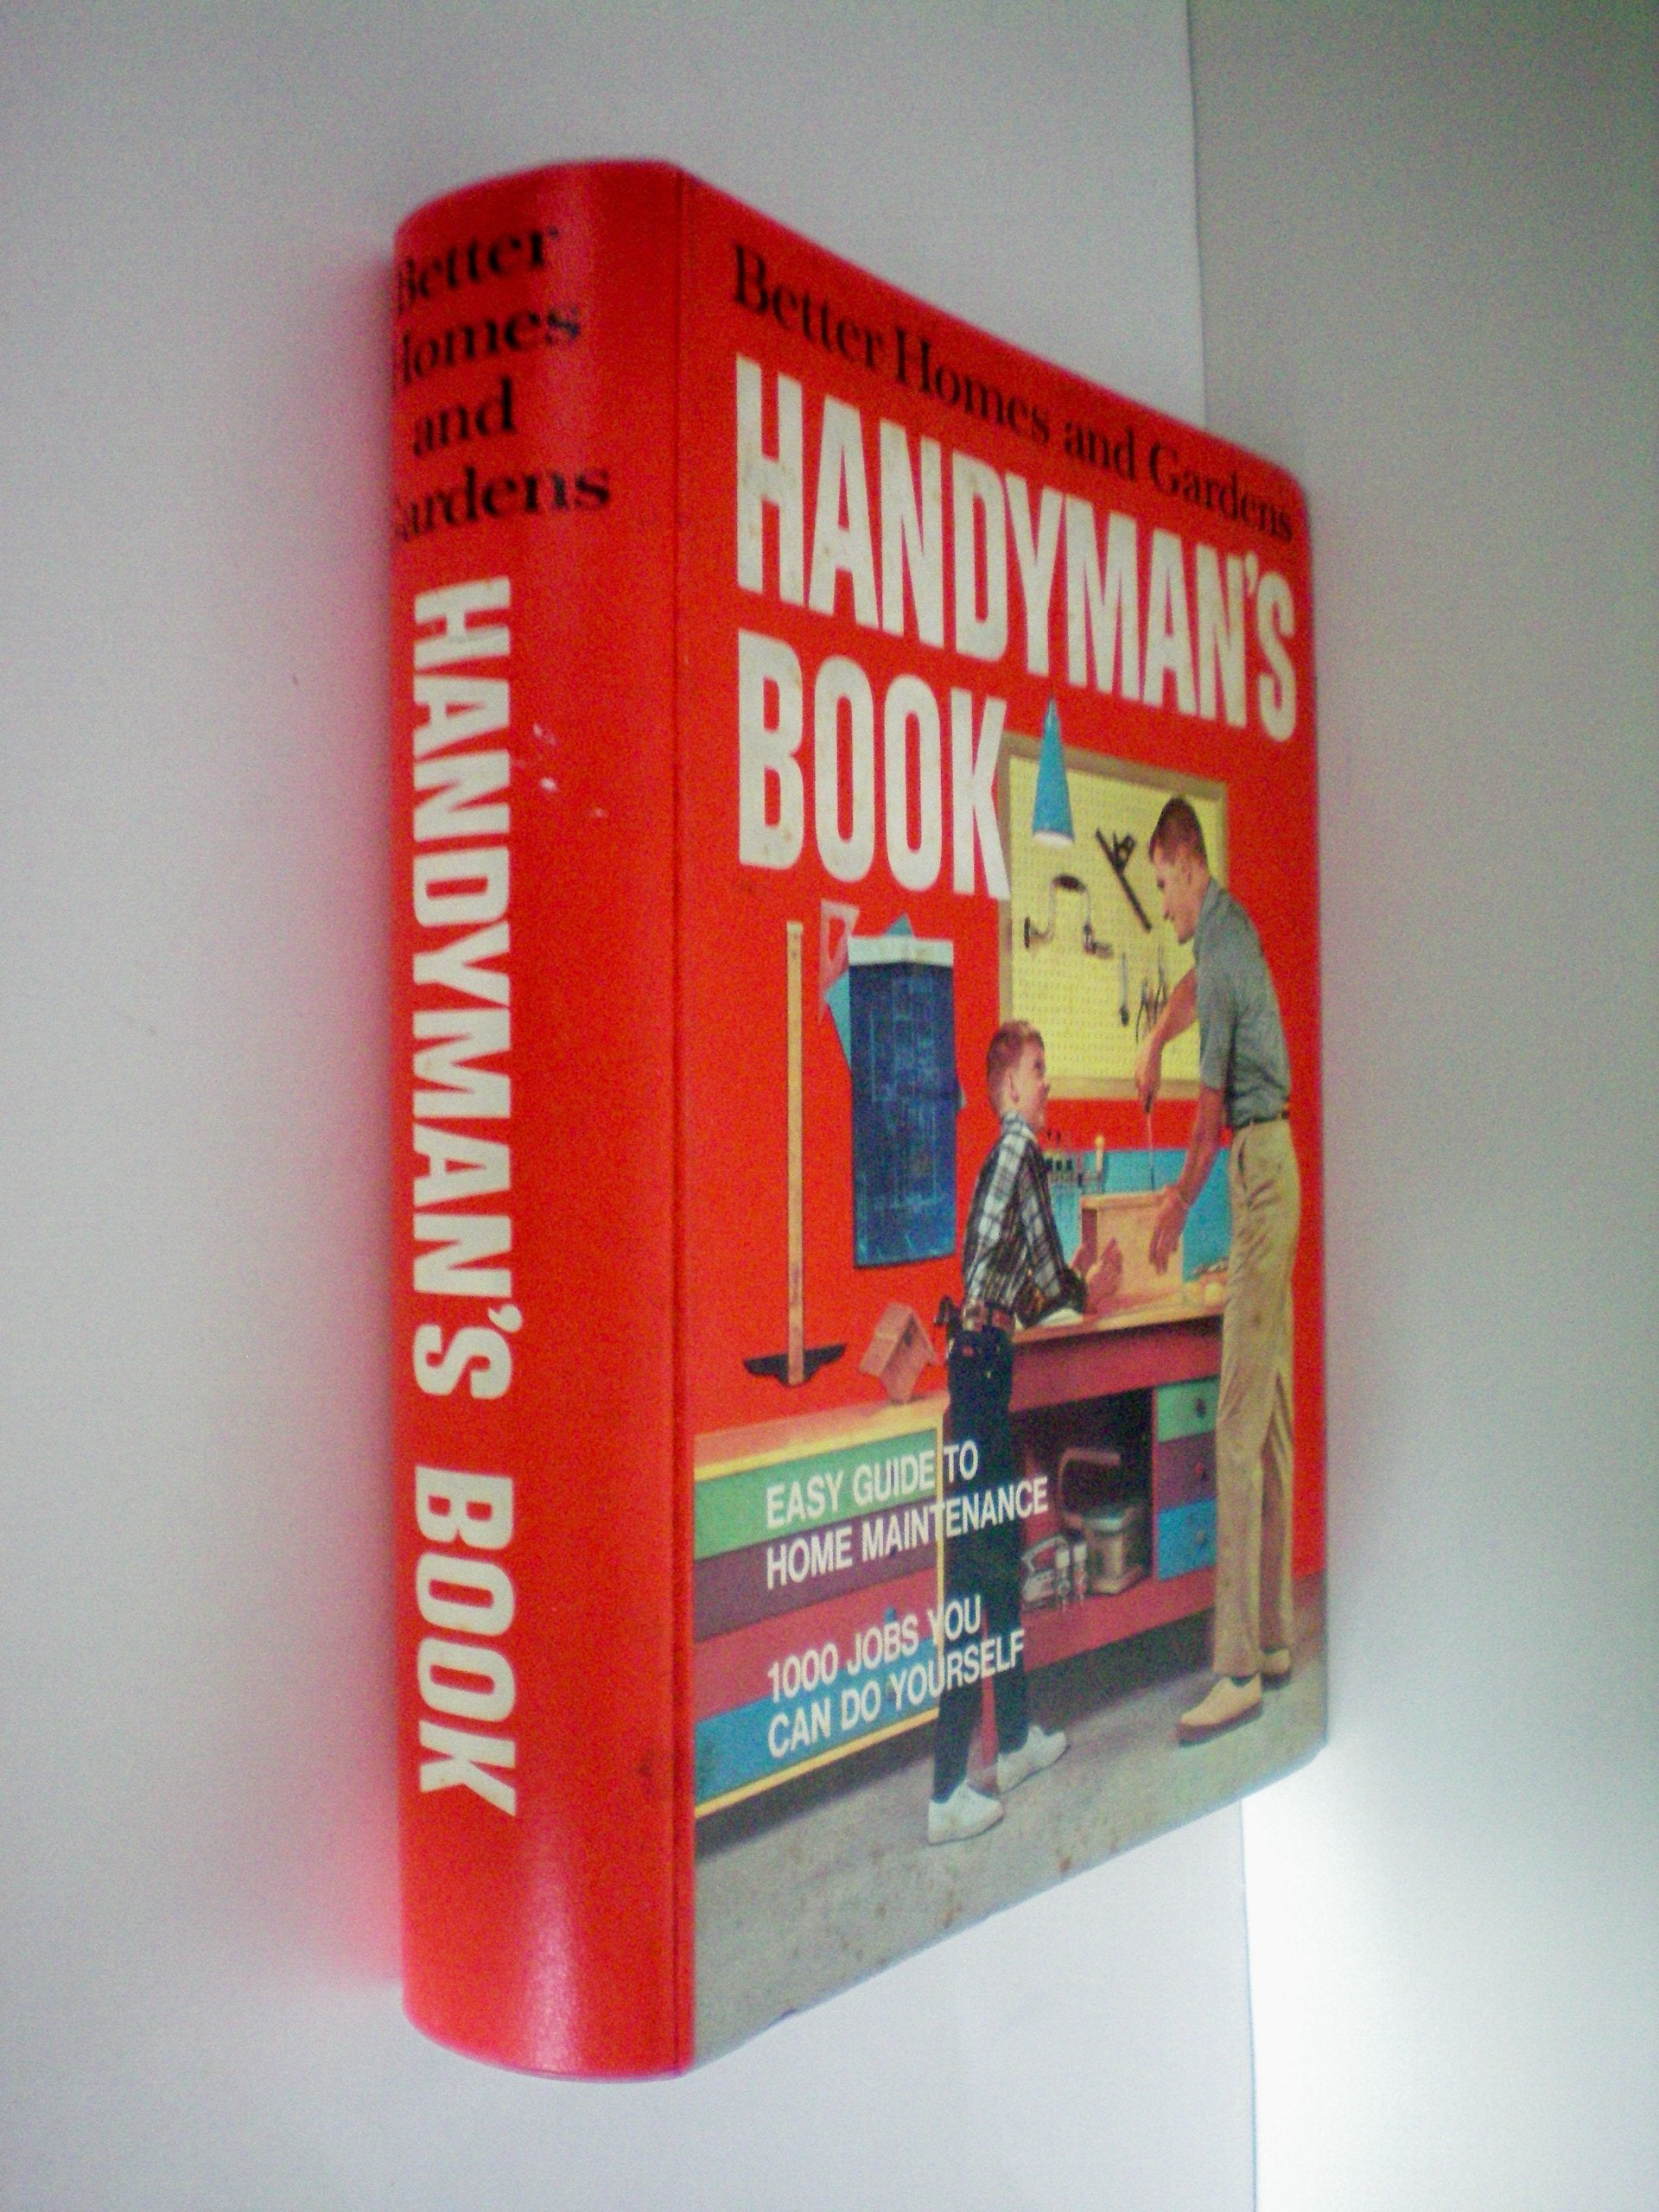 Better
Homes
and
Gardens
HANDYMAN'S BOOK
Better Homes and Gardens
HANDYMAN'S
BOOK
EASY GUIDE TO
HOME MAINTENANCE
1000 JOBS YOU
CAN DO YOURSELF